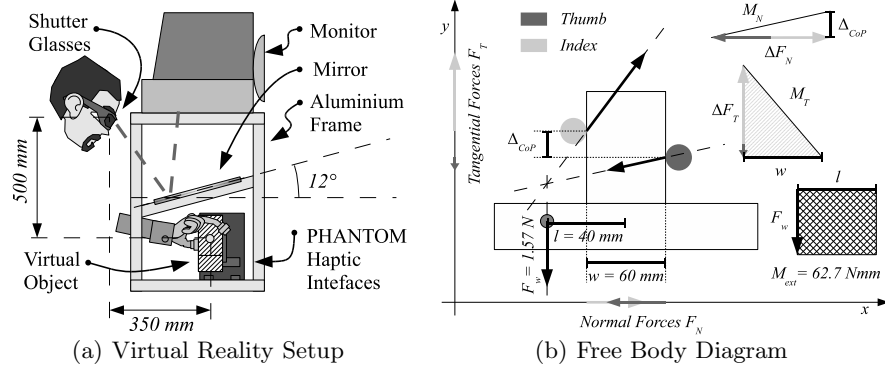 Shutter
Glasses
Monitor
Mirror
Aluminium
Frame
500 mm
12°
Virtual
Object
PHANTOM
Haptic
Intefaces
350 mm
(a) Virtual Reality Setup
y
Thumb
Index
Tangential Forces F_T
M_N
Δ_CoP
ΔF_N
ΔF_T
M_T
w
Δ_CoP
l
F_w
F_w = 1.57 N
l = 40 mm
w = 60 mm
M_ext = 62.7 Nmm
Normal Forces F_N
x
(b) Free Body Diagram